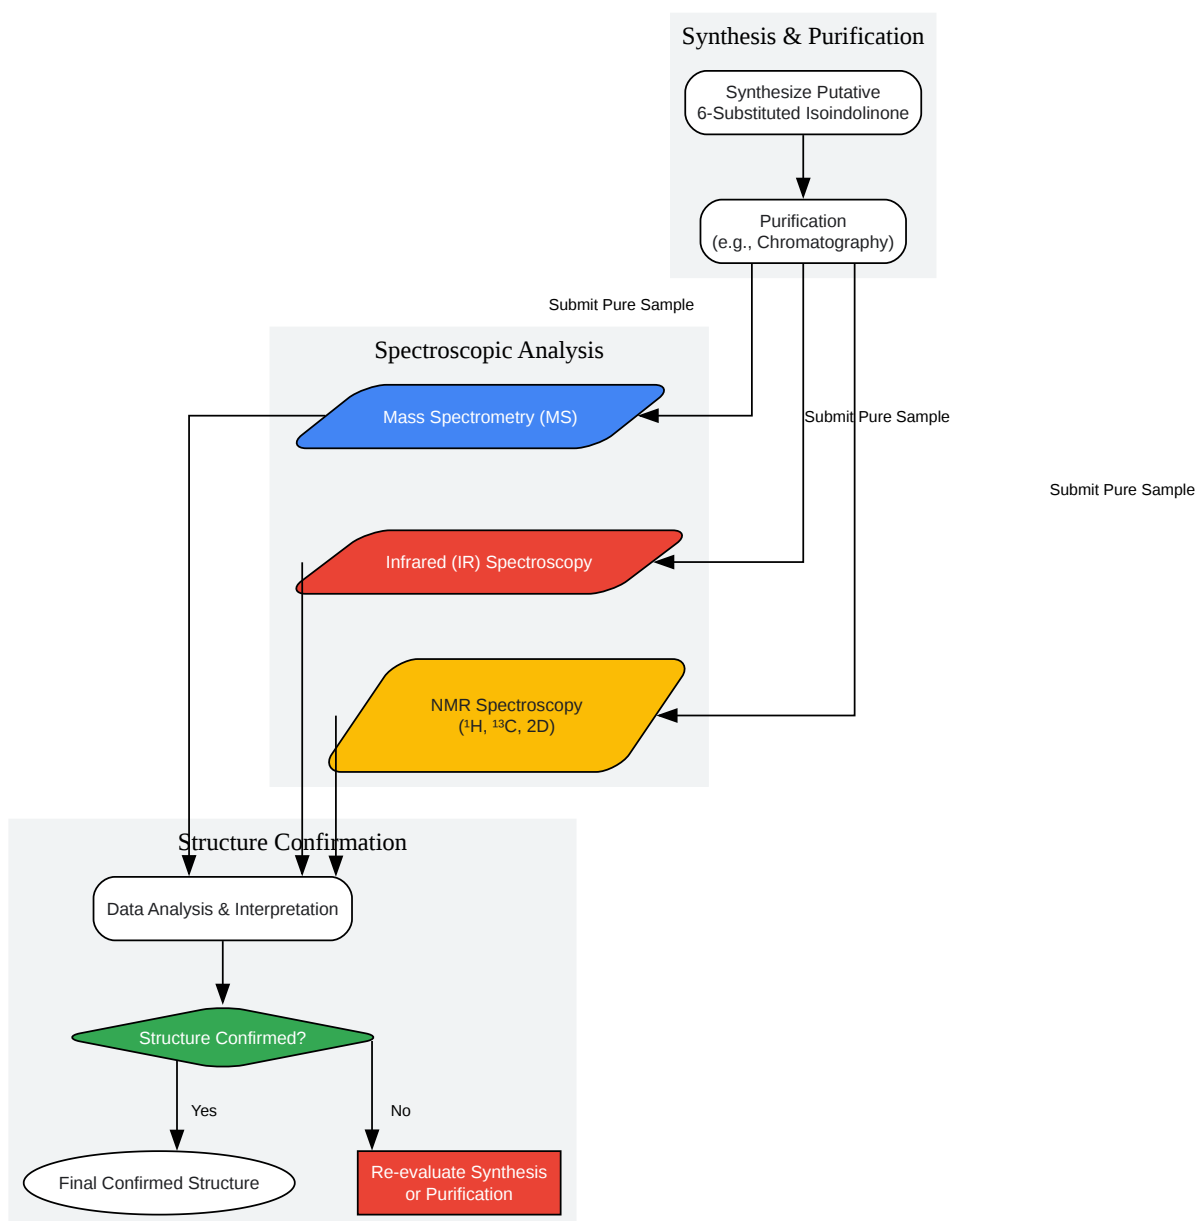 Synthesis & Purification
Synthesize Putative
6-Substituted Isoindolinone
Purification
(e.g., Chromatography)
Submit Pure Sample
Spectroscopic Analysis
Mass Spectrometry (MS)
Submit Pure Sample
Submit Pure Sample
Infrared (IR) Spectroscopy
NMR Spectroscopy
(¹H, ¹³C, 2D)
Structure Confirmation
Data Analysis & Interpretation
Structure Confirmed?
Yes
No
Final Confirmed Structure
Re-evaluate Synthesis
or Purification